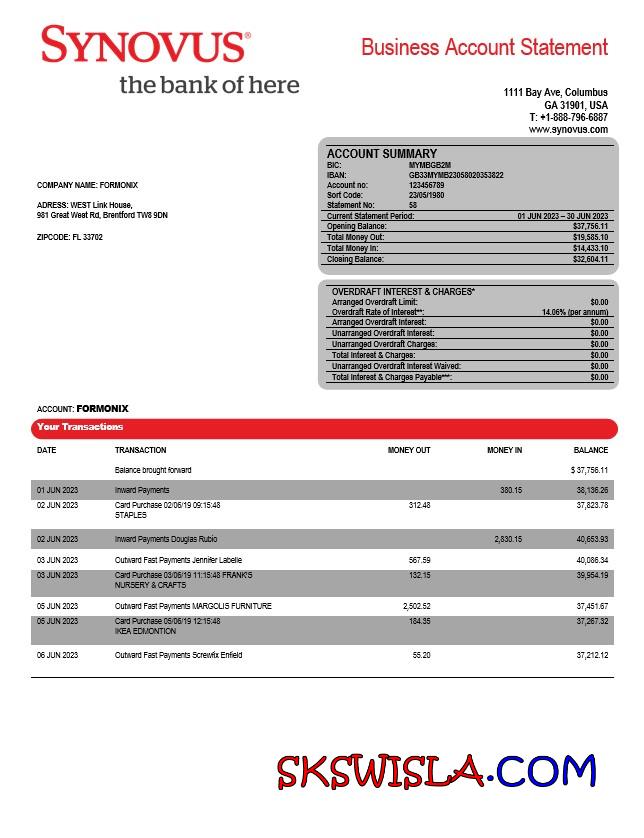 SYNOVUS®
the bank of here
Business Account Statement
1111 Bay Ave, Columbus
GA 31901, USA
T: +1-888-796-6887
www.synovus.com
COMPANY NAME: FORMONIX
ADRESS: WEST Link House,
981 Great West Rd, Brentford TW8 9DN
ZIPCODE: FL 33702
ACCOUNT SUMMARY
BIC: MYMBGB2M
IBAN: GB33MYMB23058020353822
Account no: 123456789
Sort Code: 23/05/1980
Statement No: 58
Current Statement Period: 01 JUN 2023 – 30 JUN 2023
Opening Balance: $37,756.11
Total Money Out: $19,585.10
Total Money In: $14,433.10
Closing Balance: $32,604.11
OVERDRAFT INTEREST & CHARGES*
Arranged Overdraft Limit: $0.00
Overdraft Rate of Interest**: 14.06% (per annum)
Arranged Overdraft Interest: $0.00
Unarranged Overdraft Interest: $0.00
Unarranged Overdraft Charges: $0.00
Total Interest & Charges: $0.00
Unarranged Overdraft Interest Waived: $0.00
Total Interest & Charges Payable***: $0.00
ACCOUNT: FORMONIX
Your Transactions
DATE TRANSACTION MONEY OUT MONEY IN BALANCE
Balance brought forward $ 37,756.11
01 JUN 2023 Inward Payments 380.15 38,136.26
02 JUN 2023 Card Purchase 02/06/19 09:15:48 312.48 37,823.78
STAPLES
02 JUN 2023 Inward Payments Douglas Rubio 2,830.15 40,653.93
03 JUN 2023 Outward Fast Payments Jennifer Labelle 567.59 40,086.34
03 JUN 2023 Card Purchase 03/06/19 11:15:48 FRANK'S 132.15 39,954.19
NURSERY & CRAFTS
05 JUN 2023 Outward Fast Payments MARGOLIS FURNITURE 2,502.52 37,451.67
05 JUN 2023 Card Purchase 05/06/19 12:15:48 184.35 37,267.32
IKEA EDMONTION
06 JUN 2023 Outward Fast Payments Screwfix Enfield 55.20 37,212.12
SKSWISLA.COM